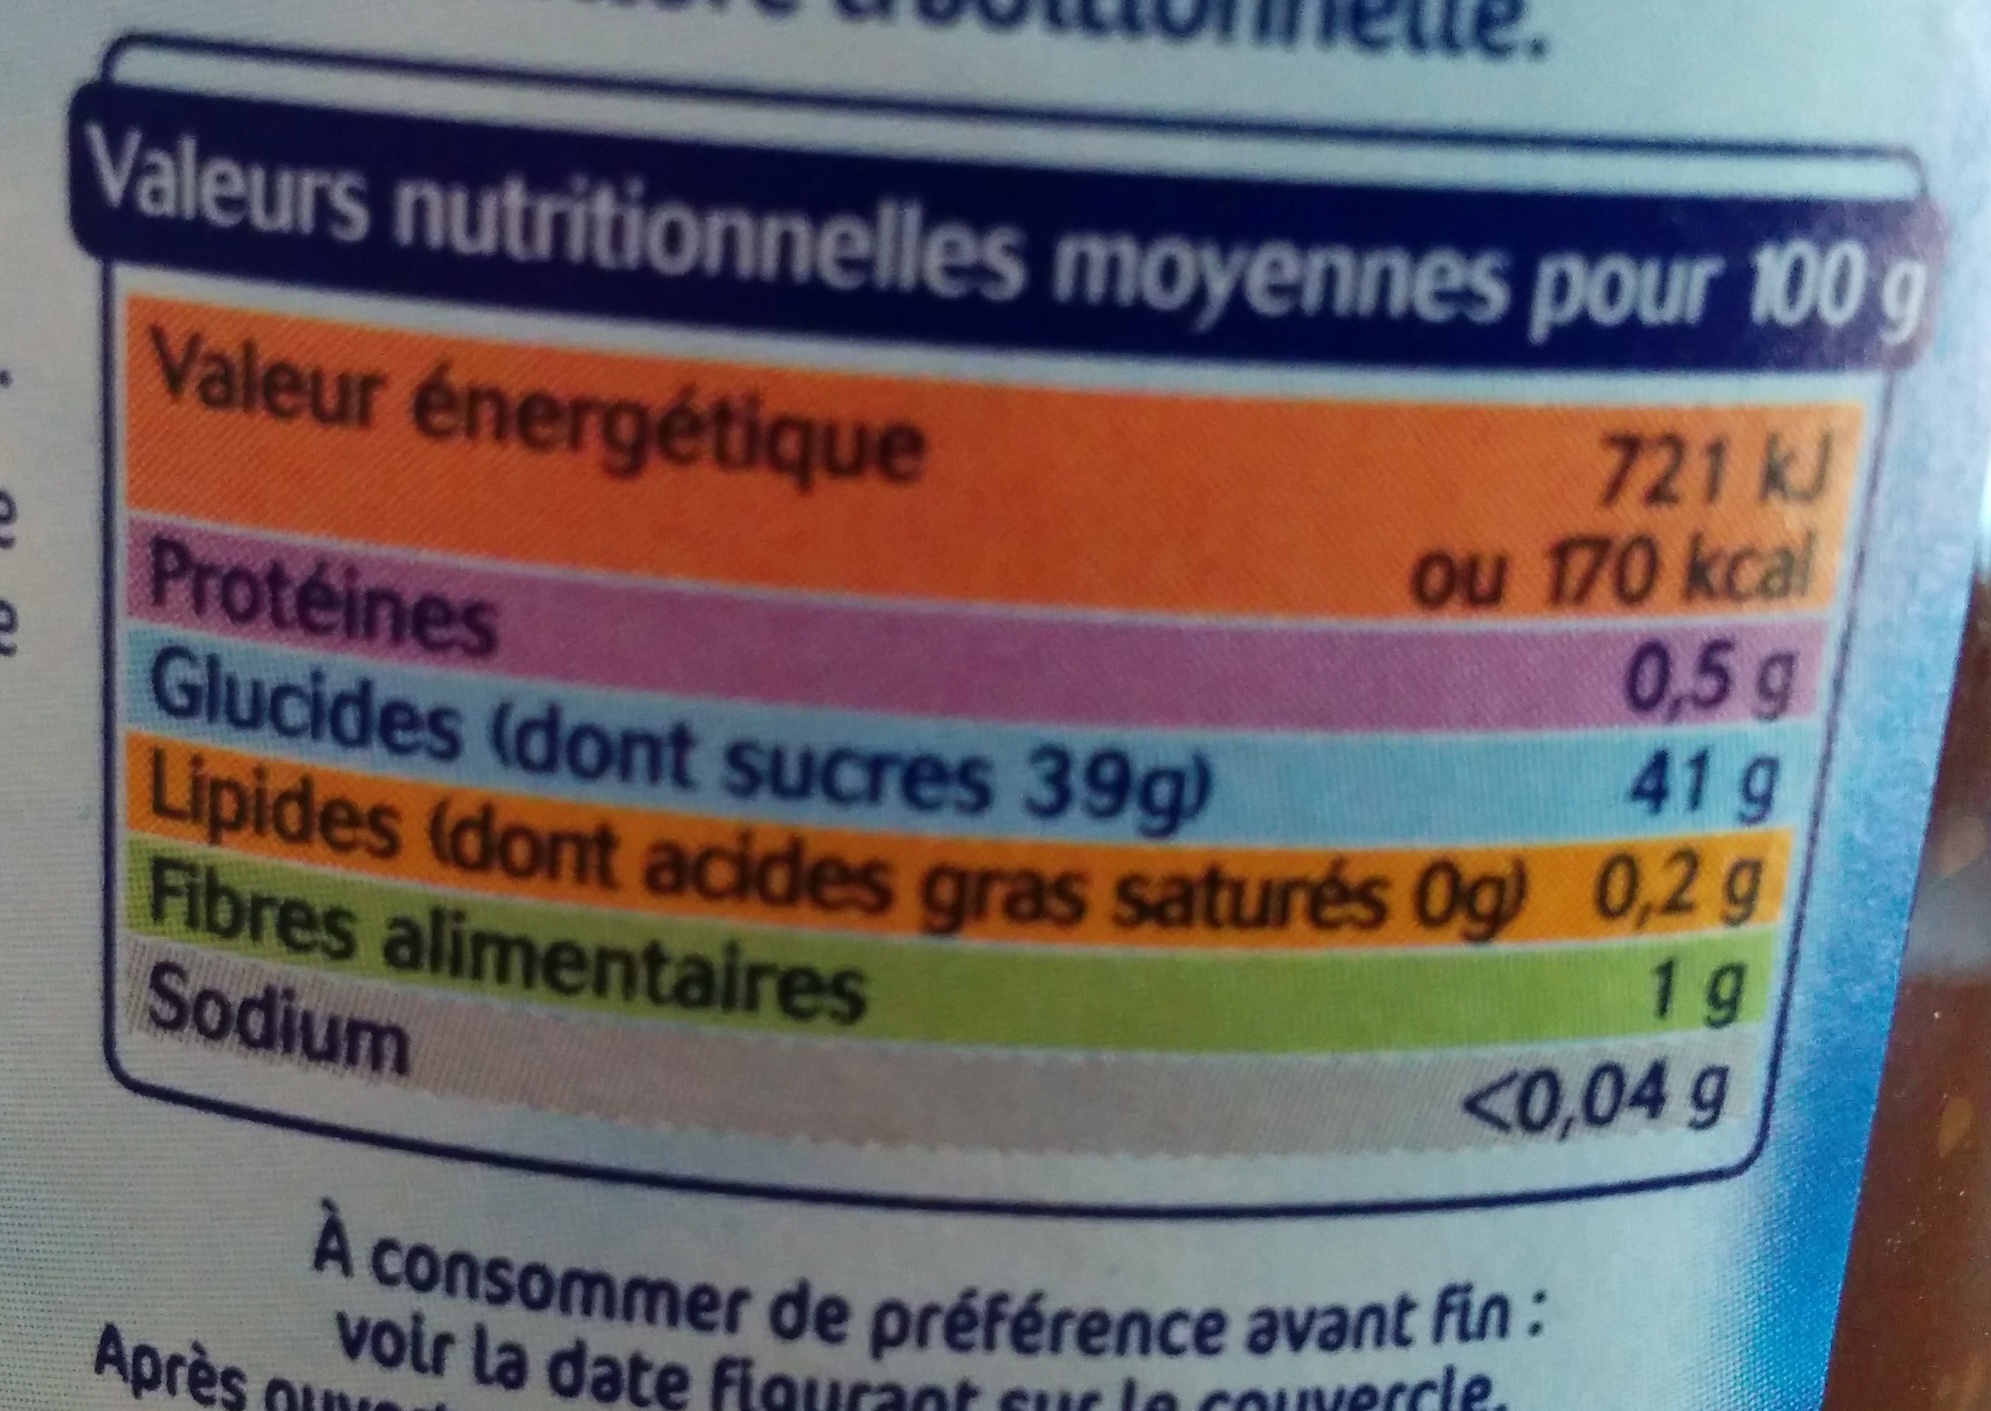 Valeurs nutritionnelles moyennes pour 100 g
Valeur énergétique 721 kJ
ou 170 kcal
Protéines 0,5 g
Glucides (dont sucres 39g) 41 g
Lipides (dont acides gras saturés 0g) 0,2 g
Fibres alimentaires 1 g
Sodium <0,04 g
À consommer de préférence avant fin :
voir la date figurant sur le couvercle.
Après